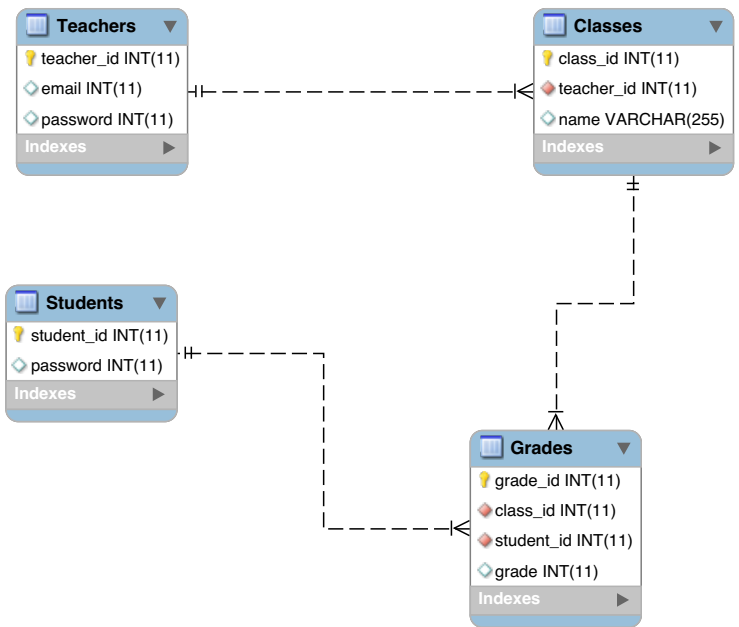 Teachers
teacher_id INT(11)
email INT(11)
password INT(11)
Indexes
Classes
class_id INT(11)
teacher_id INT(11)
name VARCHAR(255)
Indexes
Students
student_id INT(11)
password INT(11)
Indexes
Grades
grade_id INT(11)
class_id INT(11)
student_id INT(11)
grade INT(11)
Indexes